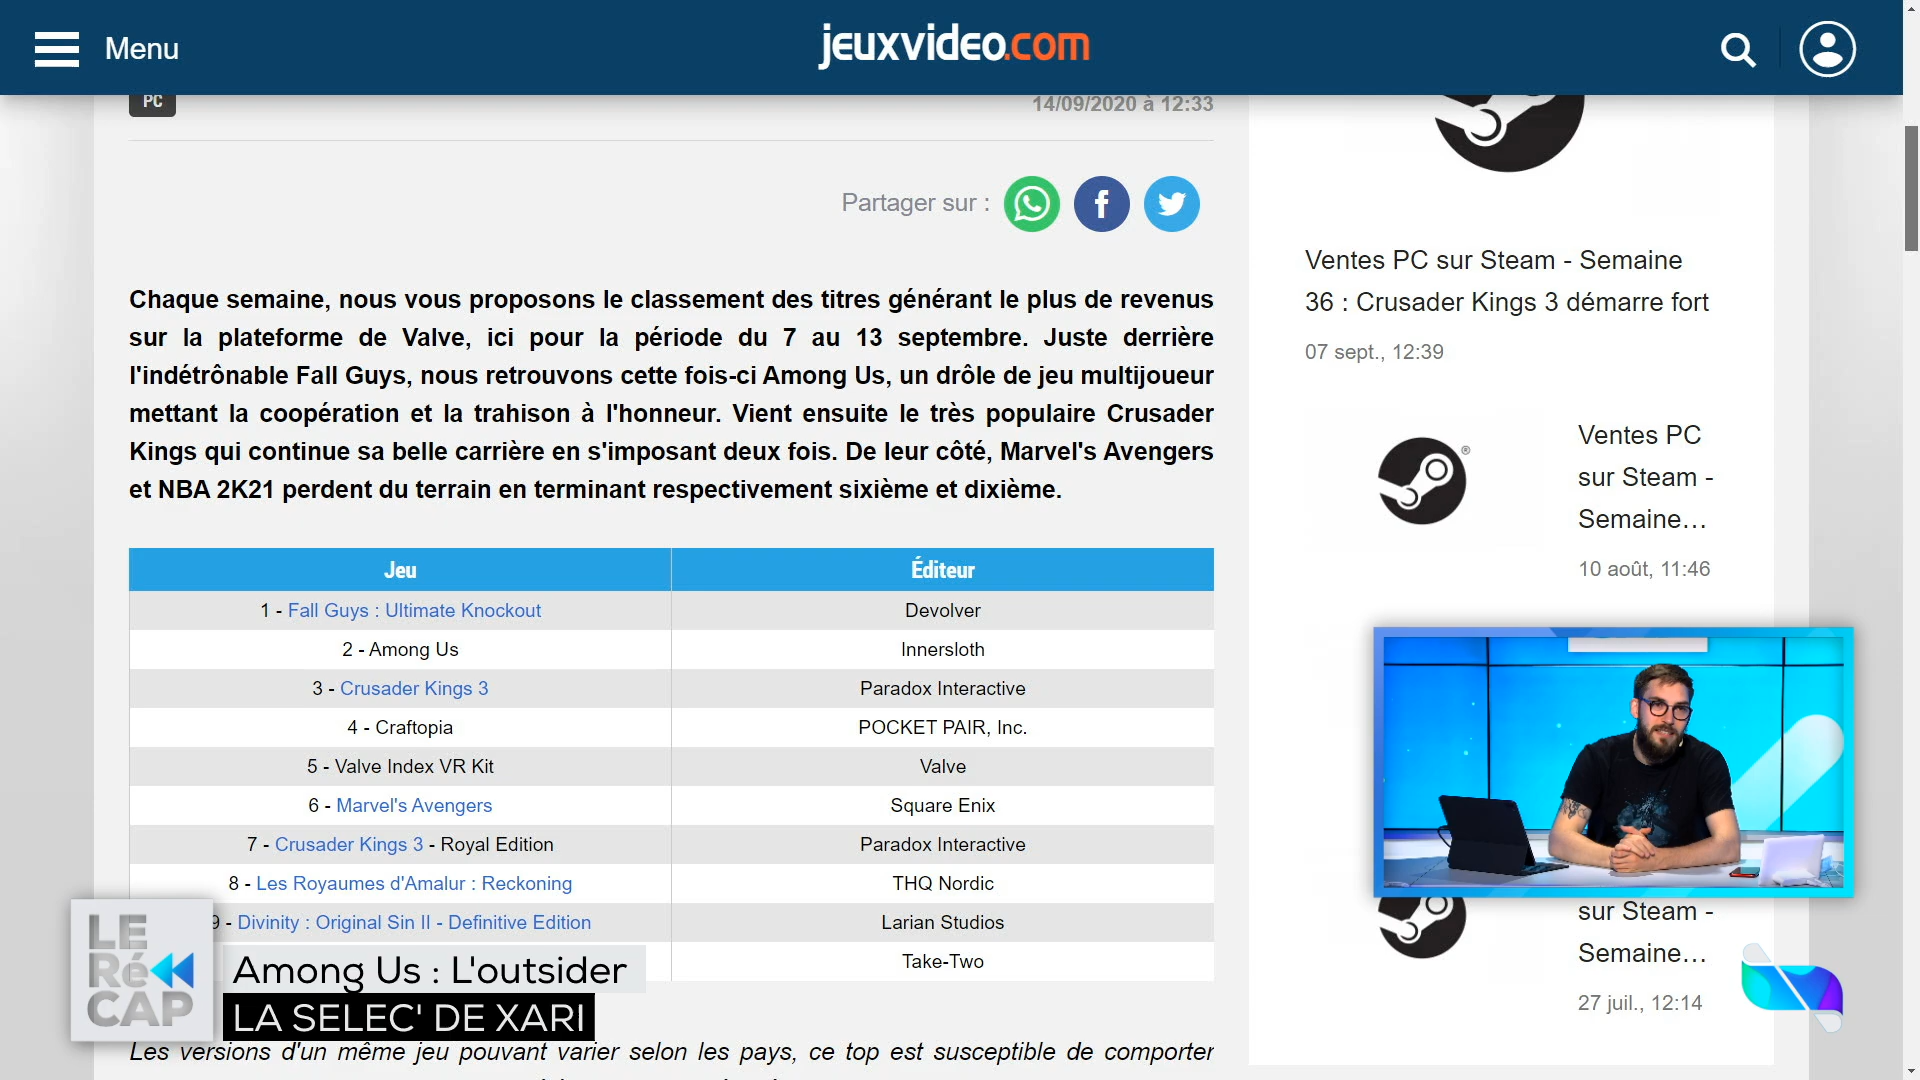 Menu
jeuxvideo.com
PC
14/09/2020 à 12:33
Partager sur :
Chaque semaine, nous vous proposons le classement des titres générant le plus de revenus
sur la plateforme de Valve, ici pour la période du 7 au 13 septembre. Juste derrière
l'indétrônable Fall Guys, nous retrouvons cette fois-ci Among Us, un drôle de jeu multijoueur
mettant la coopération et la trahison à l'honneur. Vient ensuite le très populaire Crusader
Kings qui continue sa belle carrière en s'imposant deux fois. De leur côté, Marvel's Avengers
et NBA 2K21 perdent du terrain en terminant respectivement sixième et dixième.
Jeu Éditeur
1 - Fall Guys : Ultimate Knockout Devolver
2 - Among Us Innersloth
3 - Crusader Kings 3 Paradox Interactive
4 - Craftopia POCKET PAIR, Inc.
5 - Valve Index VR Kit Valve
6 - Marvel's Avengers Square Enix
7 - Crusader Kings 3 - Royal Edition Paradox Interactive
8 - Les Royaumes d'Amalur : Reckoning THQ Nordic
9 - Divinity : Original Sin II - Definitive Edition Larian Studios
Take-Two
Les versions d'un même jeu pouvant varier selon les pays, ce top est susceptible de comporter
Ventes PC sur Steam - Semaine
36 : Crusader Kings 3 démarre fort
07 sept., 12:39
Ventes PC
sur Steam -
Semaine...
10 août, 11:46
sur Steam -
Semaine...
27 juil., 12:14
LE
Ré
CAP
Among Us : L'outsider
LA SELEC' DE XARI